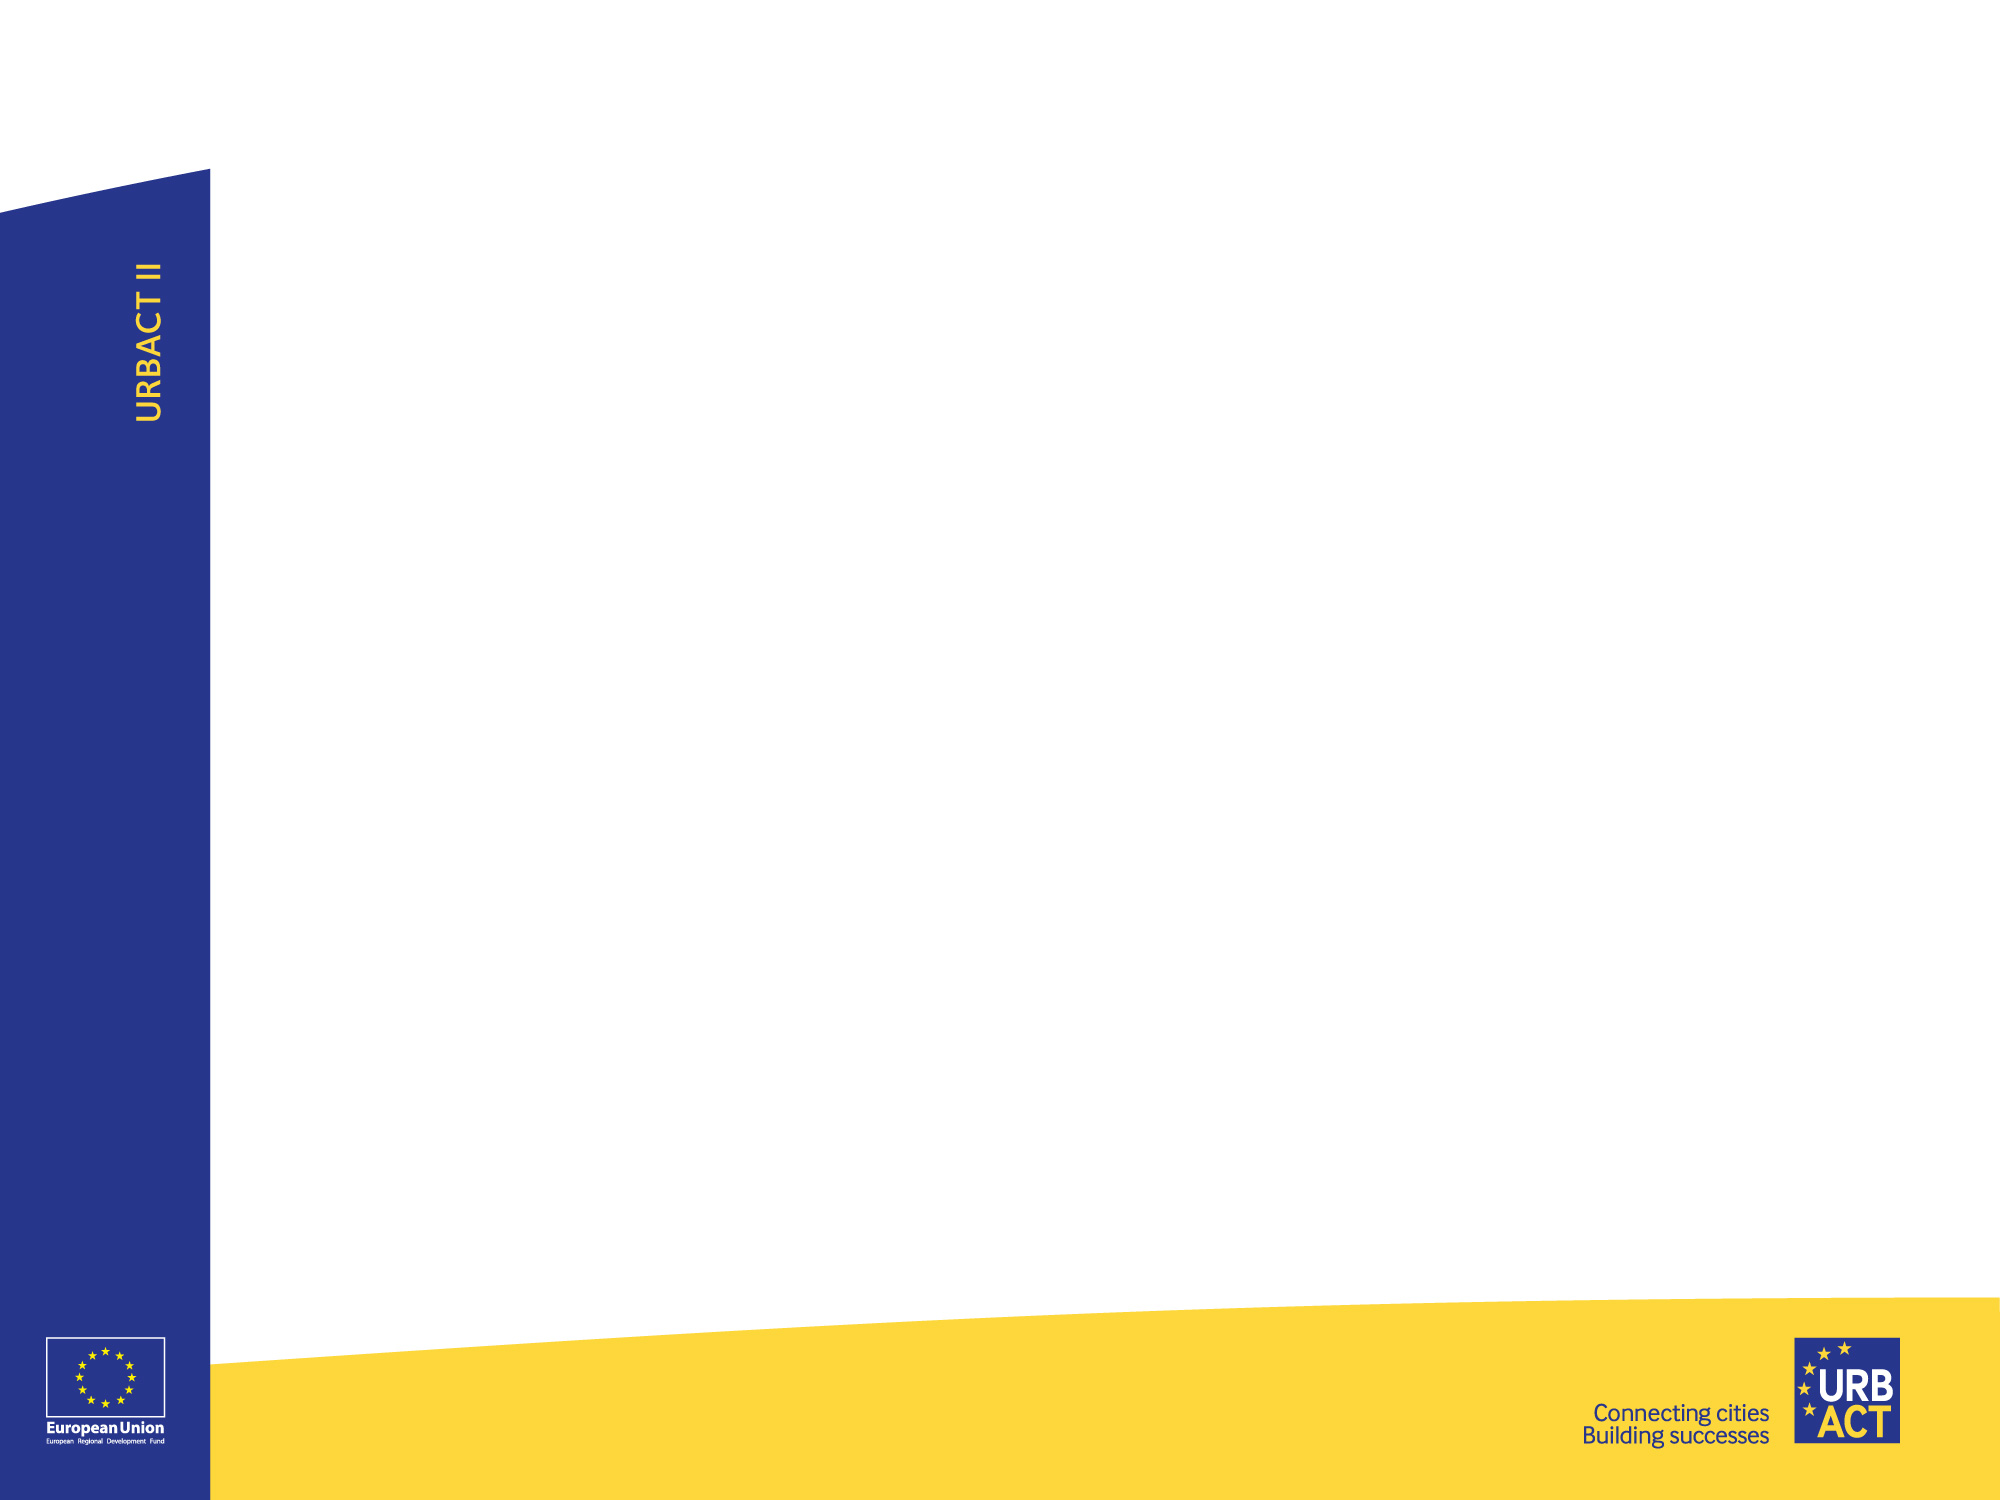 URBACT II
European Union
European Regional Development Fund
Connecting cities
Building successes
URB
ACT